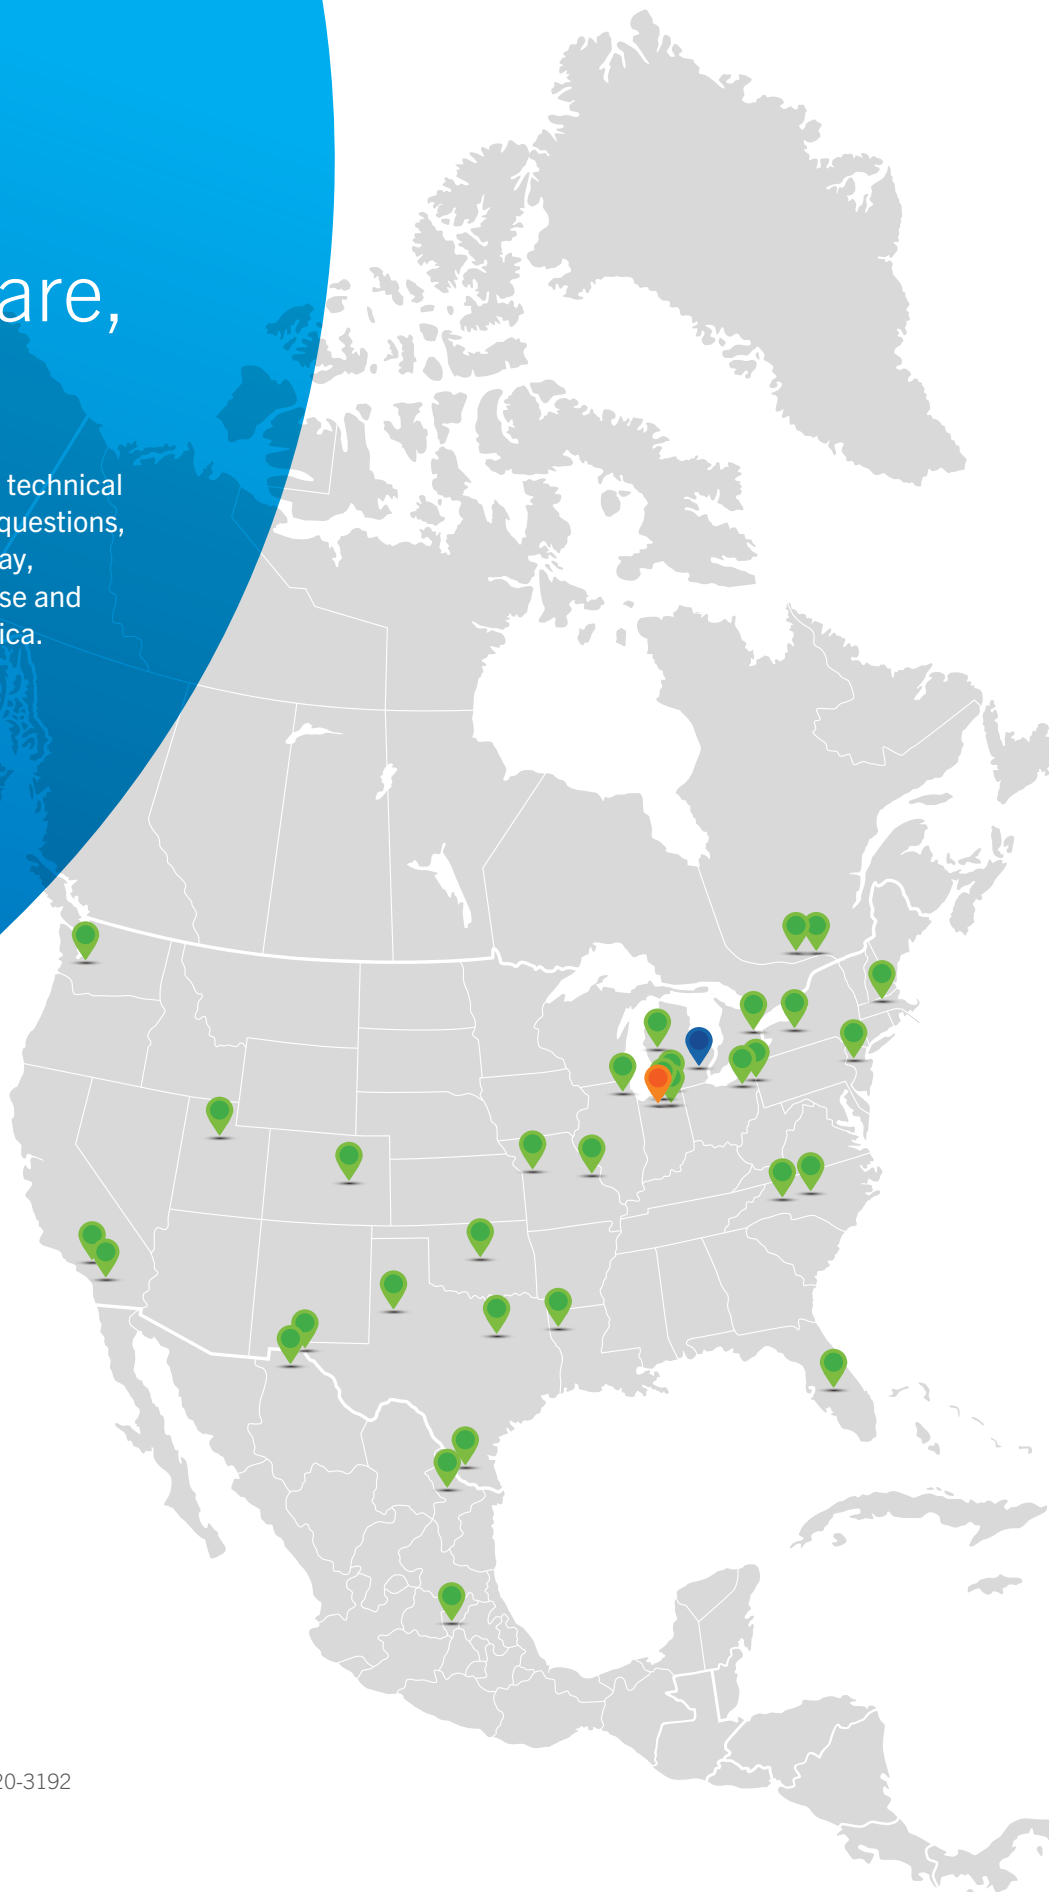 are,
technical
questions,
ay,
se and
ica.
20-3192